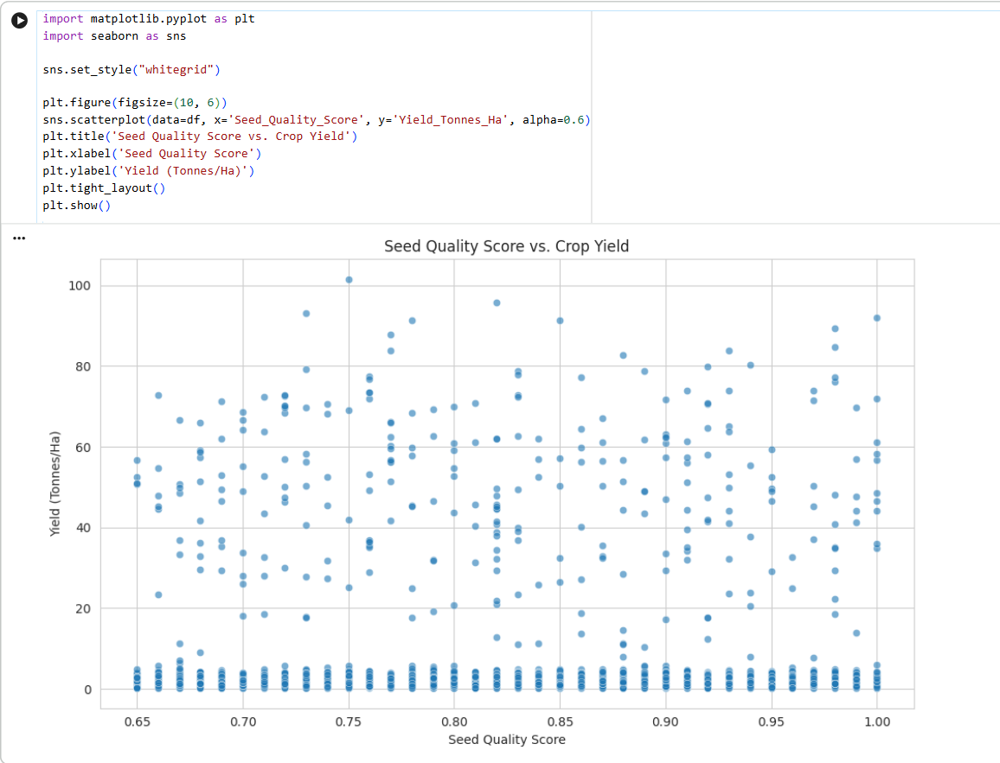 import matplotlib.pyplot as plt
import seaborn as sns
sns.set_style("whitegrid")
plt.figure(figsize=(10, 6))
sns.scatterplot(data=df, x='Seed_Quality_Score', y='Yield_Tonnes_Ha', alpha=0.6)
plt.title('Seed Quality Score vs. Crop Yield')
plt.xlabel('Seed Quality Score')
plt.ylabel('Yield (Tonnes/Ha)')
plt.tight_layout()
plt.show()
Seed Quality Score vs. Crop Yield
Yield (Tonnes/Ha)
100
80
60
40
20
0
0.65 0.70 0.75 0.80 0.85 0.90 0.95 1.00
Seed Quality Score